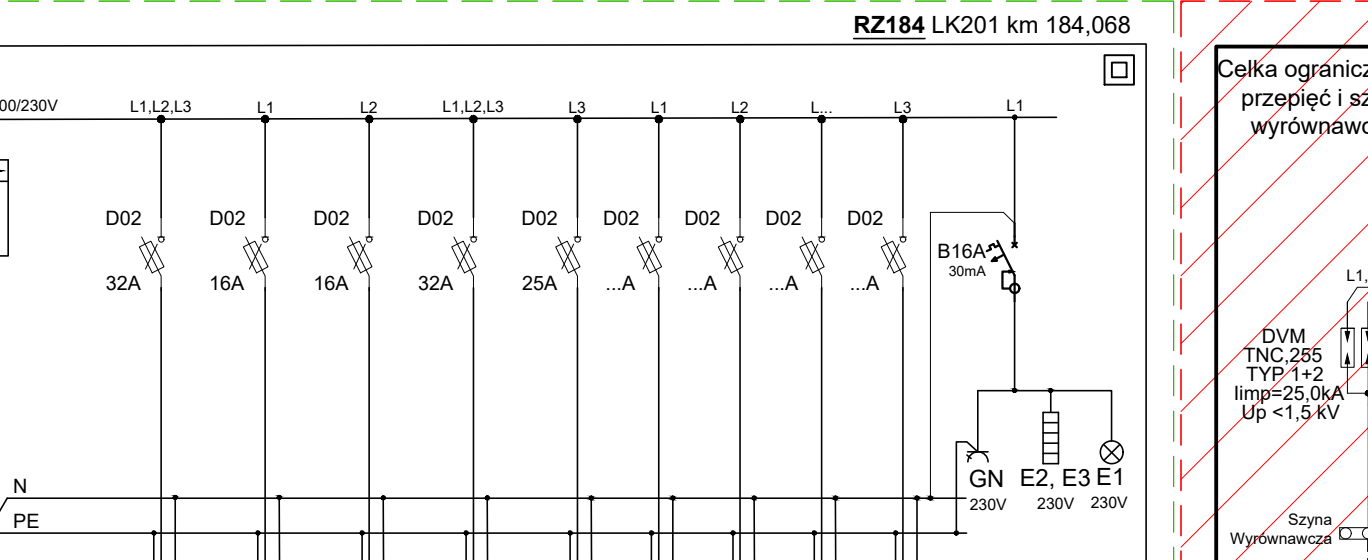 RZ184 LK201 km 184,068
00/230V
L1,L2,L3
L1
L2
L1,L2,L3
L3
L1
L2
L...
L3
L1
D02
D02
D02
D02
D02
D02
D02
D02
D02
32A
16A
16A
32A
25A
...A
...A
...A
...A
B16A
30mA
GN
230V
E2, E3
230V
E1
230V
N
PE
Celka ogranicz
przepięć i sz
wyrównawc
L1,
DVM
TNC,255
TYP 1+2
Iimp=25,0kA
Up <1,5 kV
Szyna
Wyrównawcza